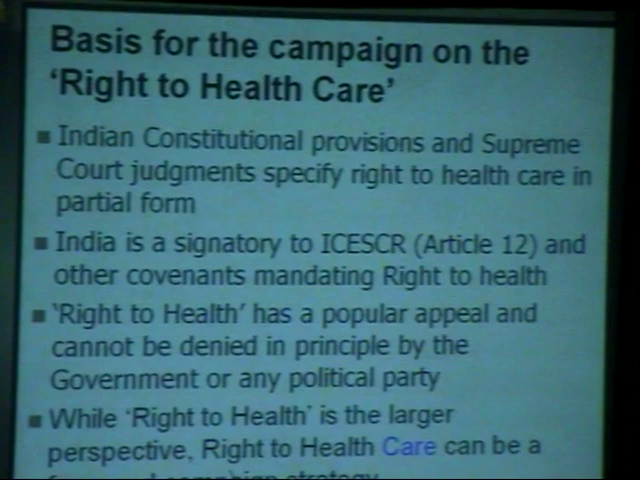 Basis for the campaign on the
‘Right to Health Care’
Indian Constitutional provisions and Supreme
Court judgments specify right to health care in
partial form
India is a signatory to ICESCR (Article 12) and
other covenants mandating Right to health
‘Right to Health’ has a popular appeal and
cannot be denied in principle by the
Government or any political party
While ‘Right to Health’ is the larger
perspective, Right to Health Care can be a
campaign strategy